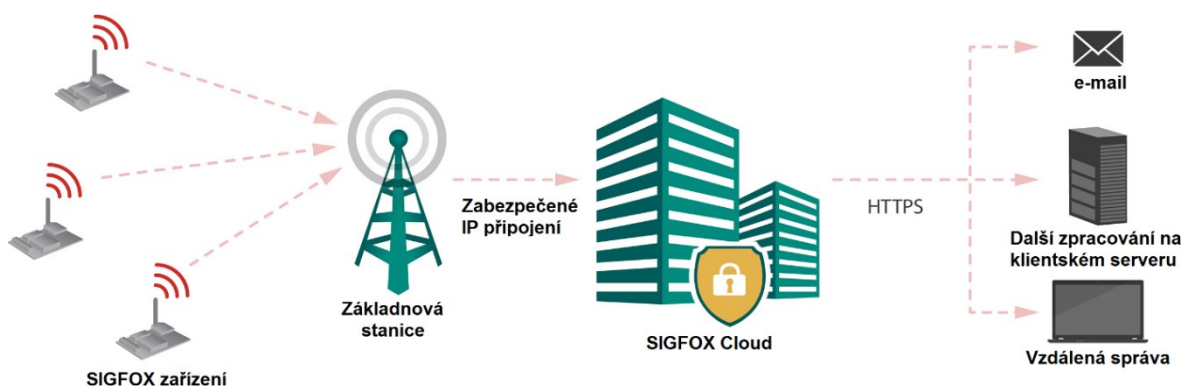 SIGFOX zařízení
Základnová
stanice
Zabezpečené
IP připojení
SIGFOX Cloud
HTTPS
e-mail
Další zpracování na
klientském serveru
Vzdálená správa